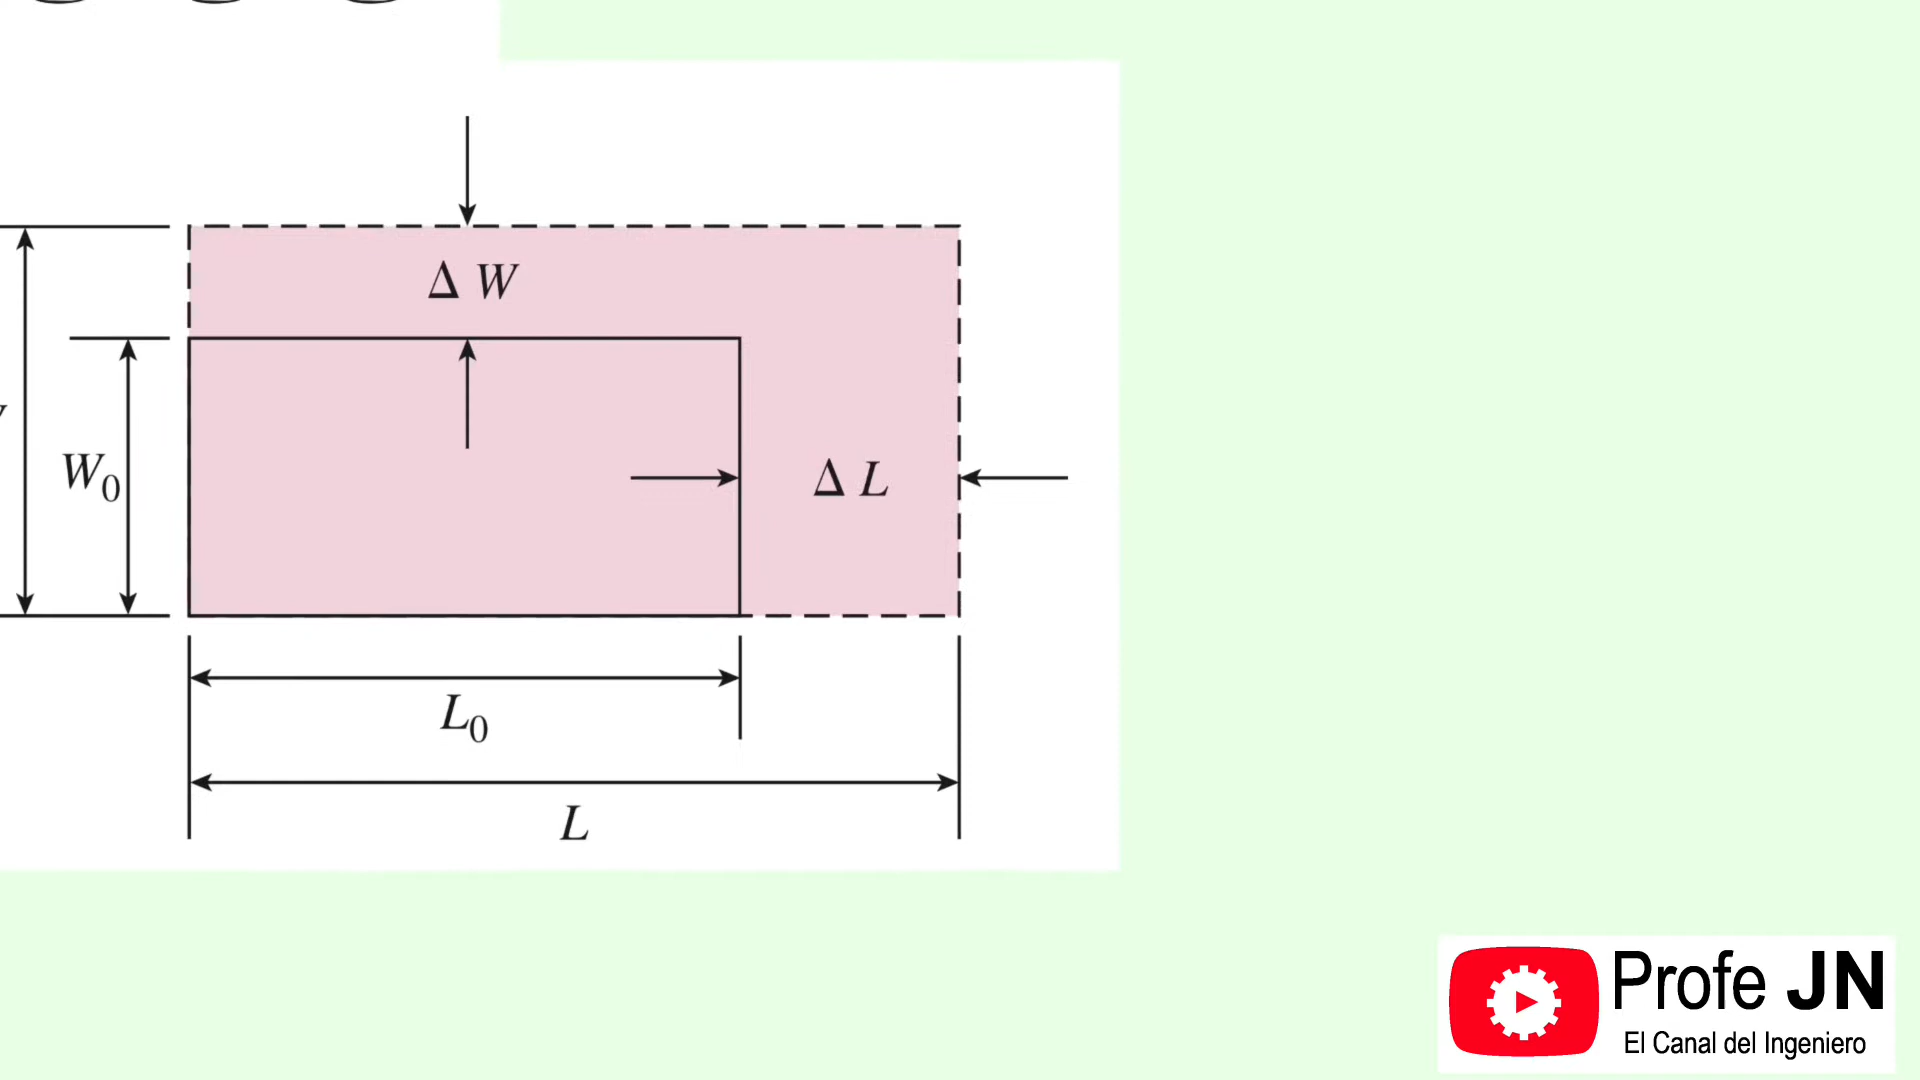 Δ W
W₀
Δ L
L₀
L
Profe JN
El Canal del Ingeniero